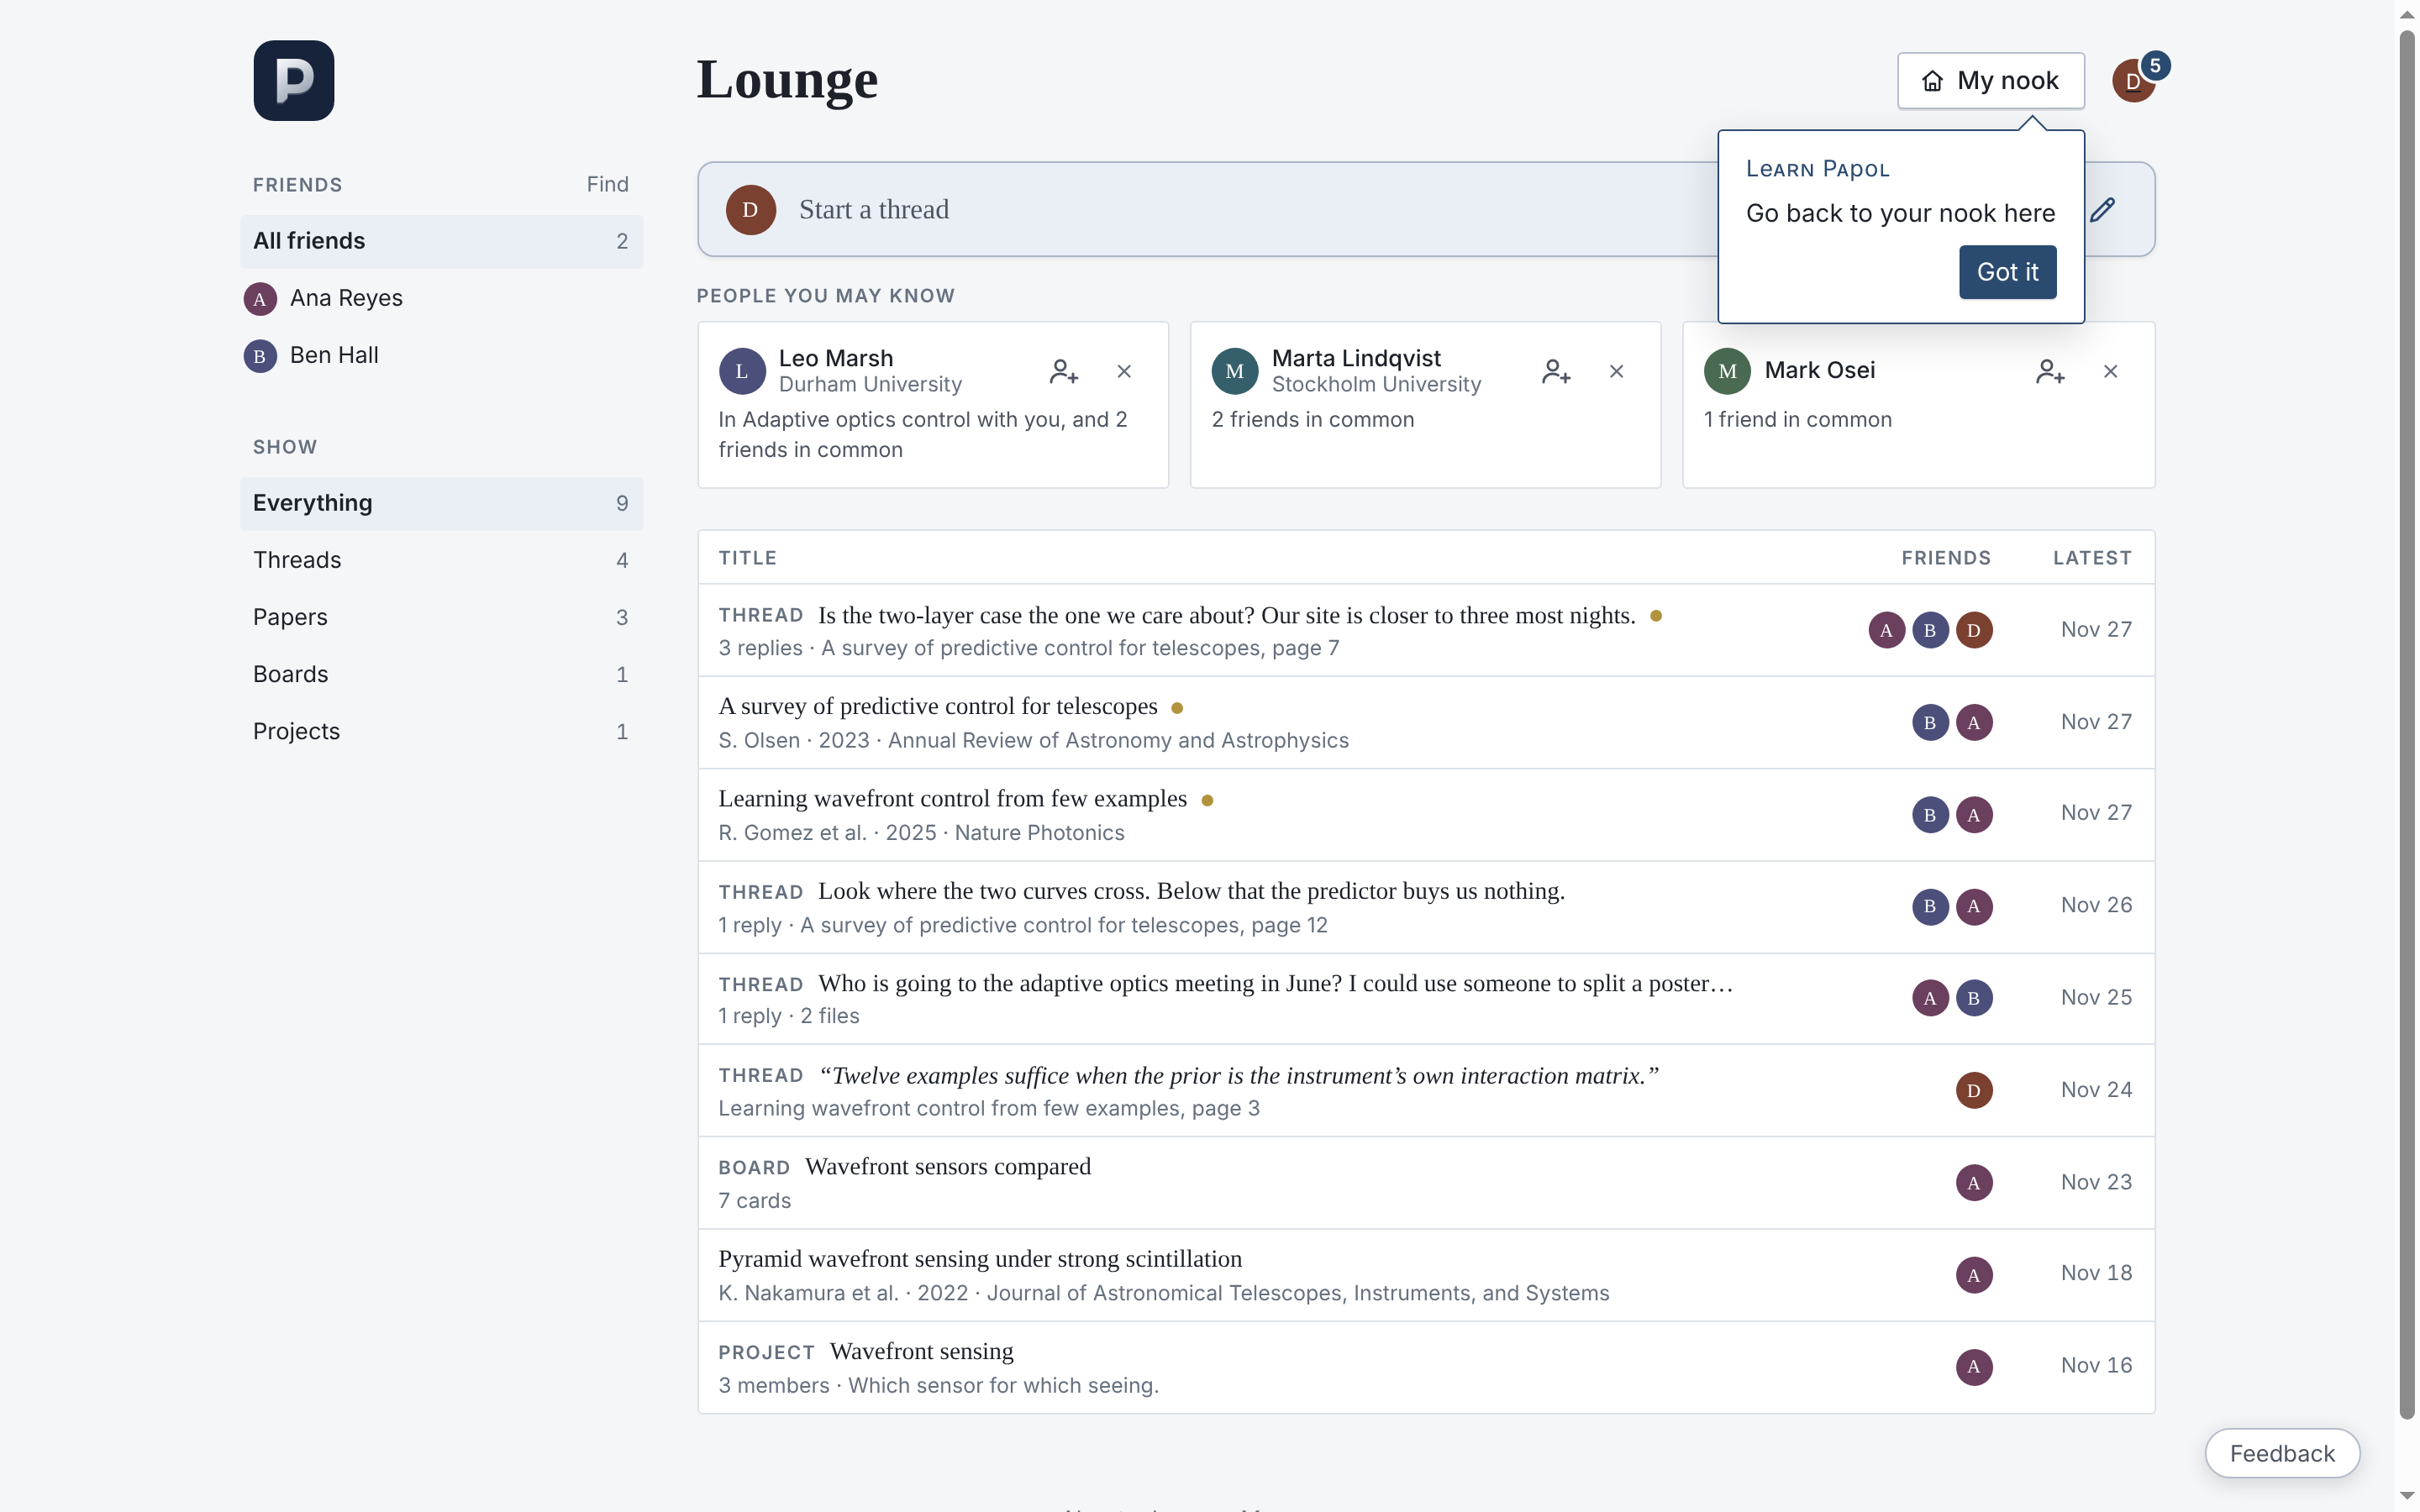 P
Lounge
My nook
D
5
Learn Papol
Go back to your nook here
Got it
FRIENDS
Find
All friends
2
A
Ana Reyes
B
Ben Hall
SHOW
Everything
9
Threads
4
Papers
3
Boards
1
Projects
1
D
Start a thread
PEOPLE YOU MAY KNOW
L
Leo Marsh
Durham University
In Adaptive optics control with you, and 2
friends in common
M
Marta Lindqvist
Stockholm University
2 friends in common
M
Mark Osei
1 friend in common
TITLE
FRIENDS
LATEST
THREAD Is the two-layer case the one we care about? Our site is closer to three most nights.
3 replies · A survey of predictive control for telescopes, page 7
A B D
Nov 27
A survey of predictive control for telescopes
S. Olsen · 2023 · Annual Review of Astronomy and Astrophysics
B A
Nov 27
Learning wavefront control from few examples
R. Gomez et al. · 2025 · Nature Photonics
B A
Nov 27
THREAD Look where the two curves cross. Below that the predictor buys us nothing.
1 reply · A survey of predictive control for telescopes, page 12
B A
Nov 26
THREAD Who is going to the adaptive optics meeting in June? I could use someone to split a poster…
1 reply · 2 files
A B
Nov 25
THREAD “Twelve examples suffice when the prior is the instrument’s own interaction matrix.”
Learning wavefront control from few examples, page 3
D
Nov 24
BOARD Wavefront sensors compared
7 cards
A
Nov 23
Pyramid wavefront sensing under strong scintillation
K. Nakamura et al. · 2022 · Journal of Astronomical Telescopes, Instruments, and Systems
A
Nov 18
PROJECT Wavefront sensing
3 members · Which sensor for which seeing.
A
Nov 16
Feedback